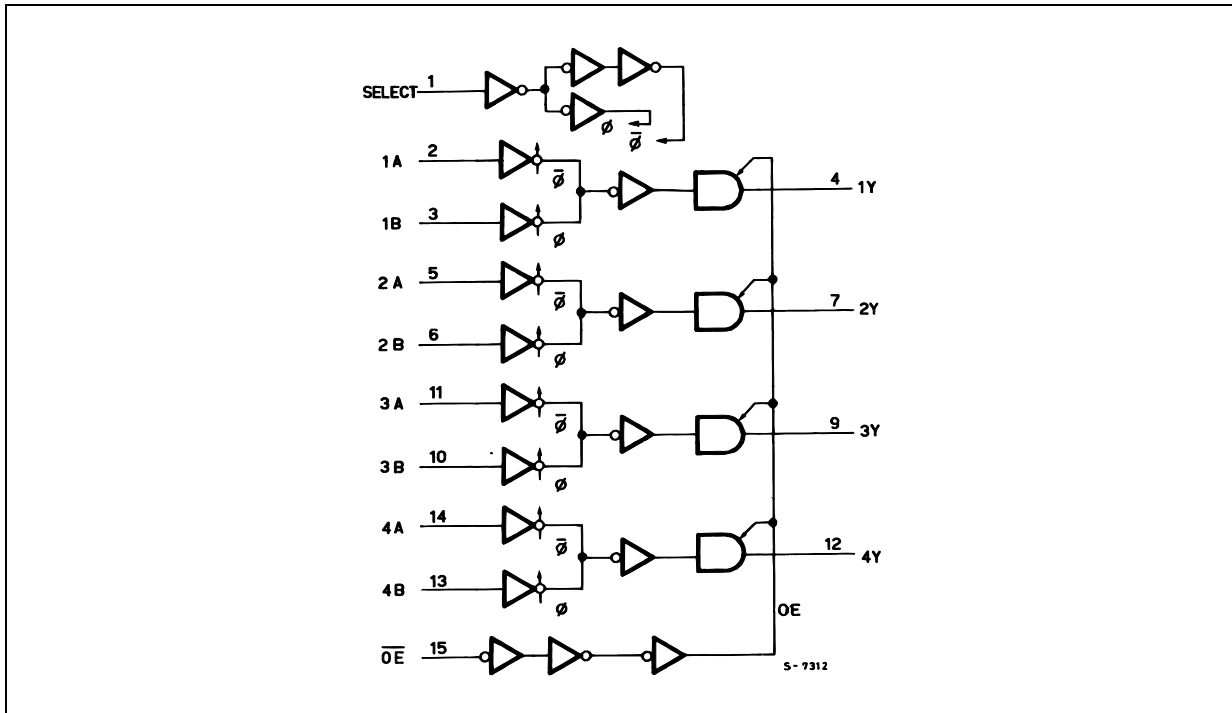 SELECT 1
ø
ø̅
1A 2
ø̅
4 1Y
1B 3
ø
2A 5
ø̅
7 2Y
2B 6
ø
3A 11
ø̅
9 3Y
3B 10
ø
4A 14
ø̅
12 4Y
4B 13
ø
OE
O̅E̅ 15
S-7312